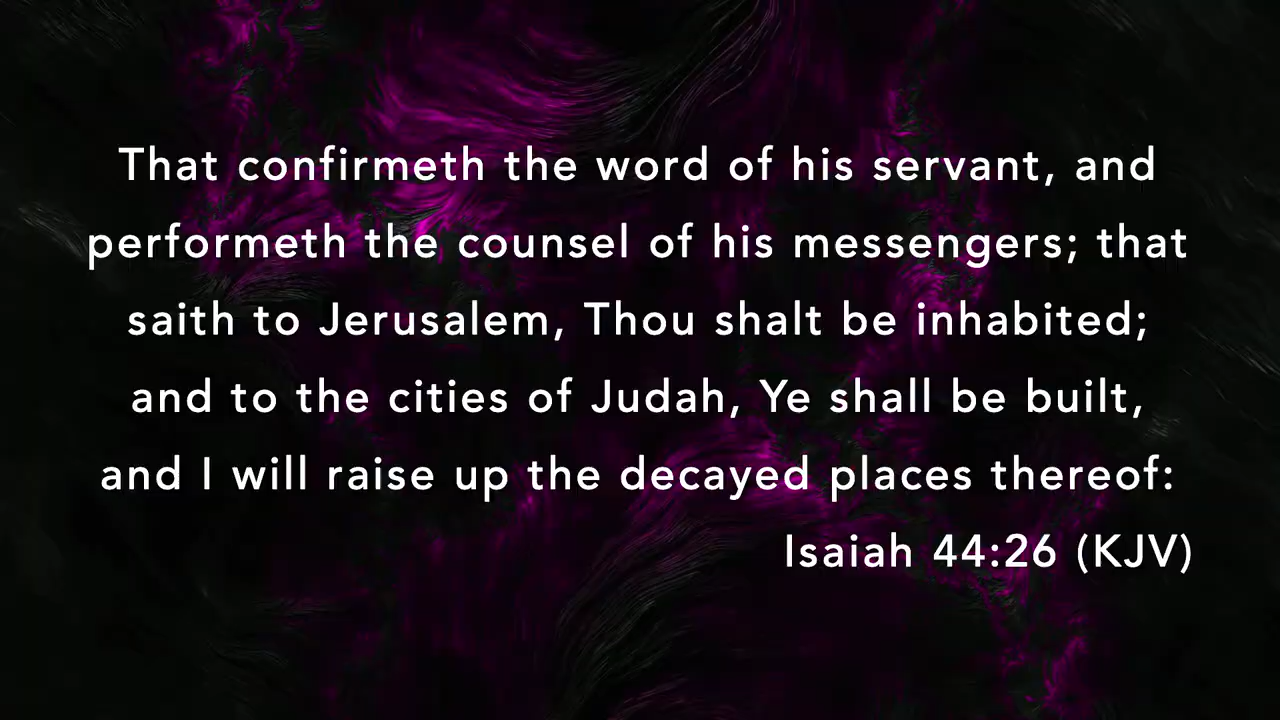 That confirmeth the word of his servant, and
performeth the counsel of his messengers; that
saith to Jerusalem, Thou shalt be inhabited;
and to the cities of Judah, Ye shall be built,
and I will raise up the decayed places thereof:
Isaiah 44:26 (KJV)